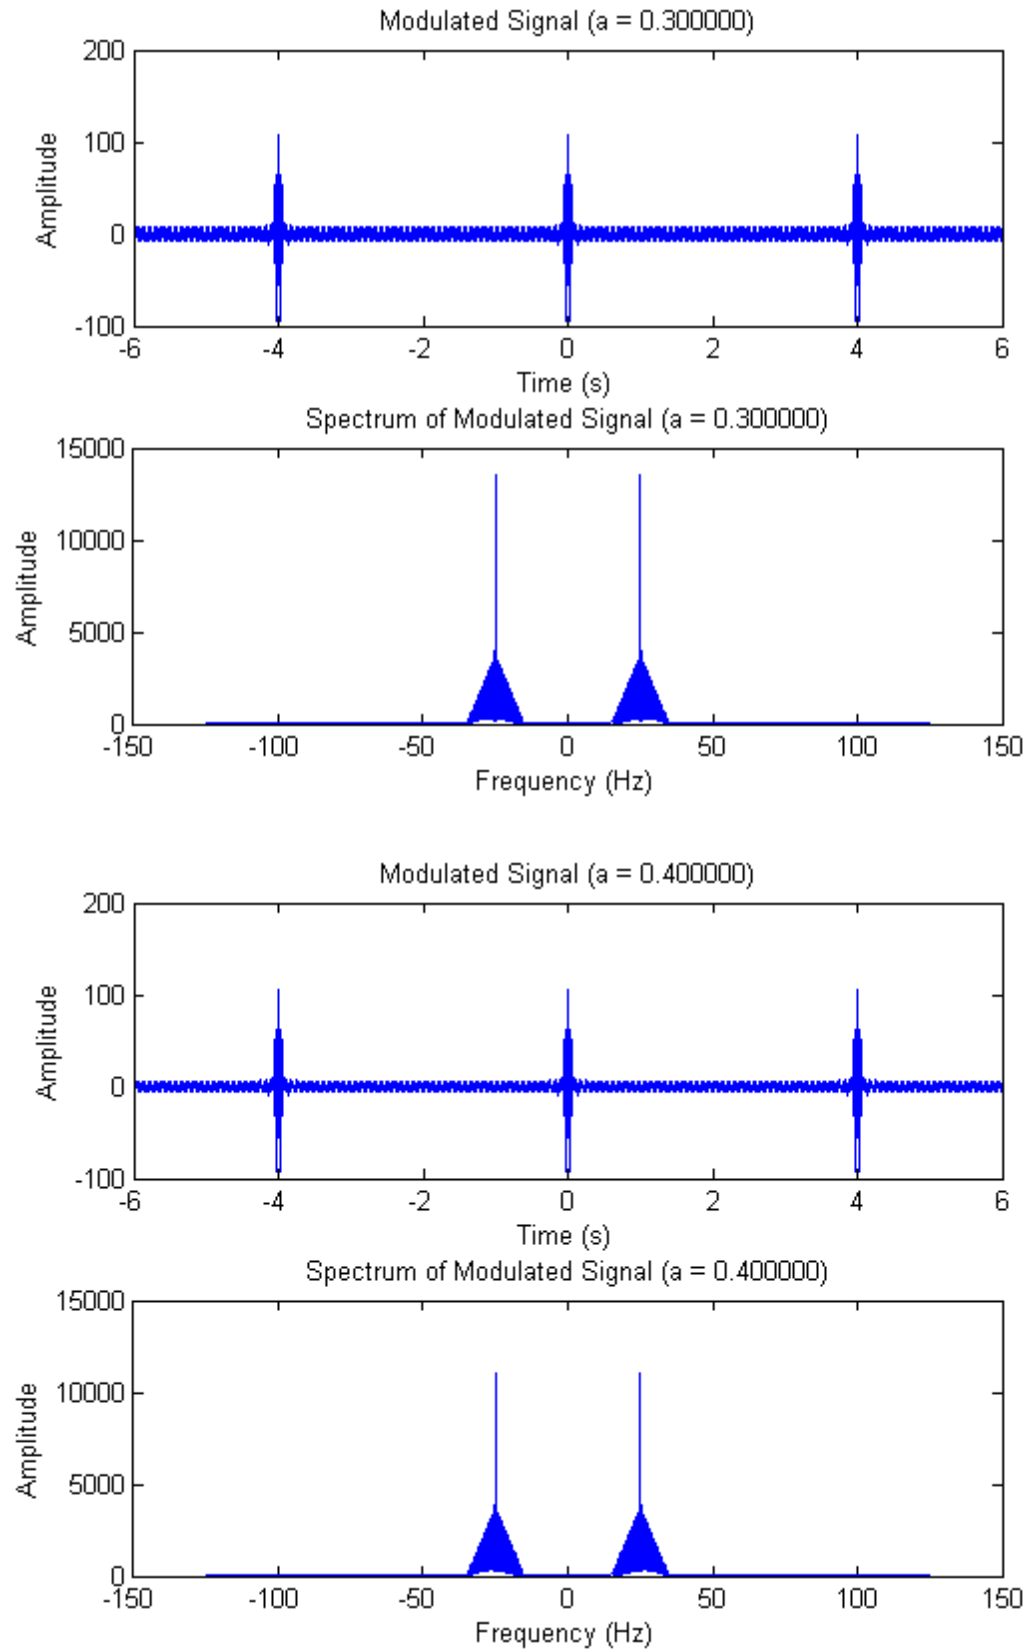 Modulated Signal (a = 0.300000)
200
100
0
-100
Amplitude
-6 -4 -2 0 2 4 6
Time (s)
Spectrum of Modulated Signal (a = 0.300000)
15000
10000
5000
0
Amplitude
-150 -100 -50 0 50 100 150
Frequency (Hz)
Modulated Signal (a = 0.400000)
200
100
0
-100
Amplitude
-6 -4 -2 0 2 4 6
Time (s)
Spectrum of Modulated Signal (a = 0.400000)
15000
10000
5000
0
Amplitude
-150 -100 -50 0 50 100 150
Frequency (Hz)